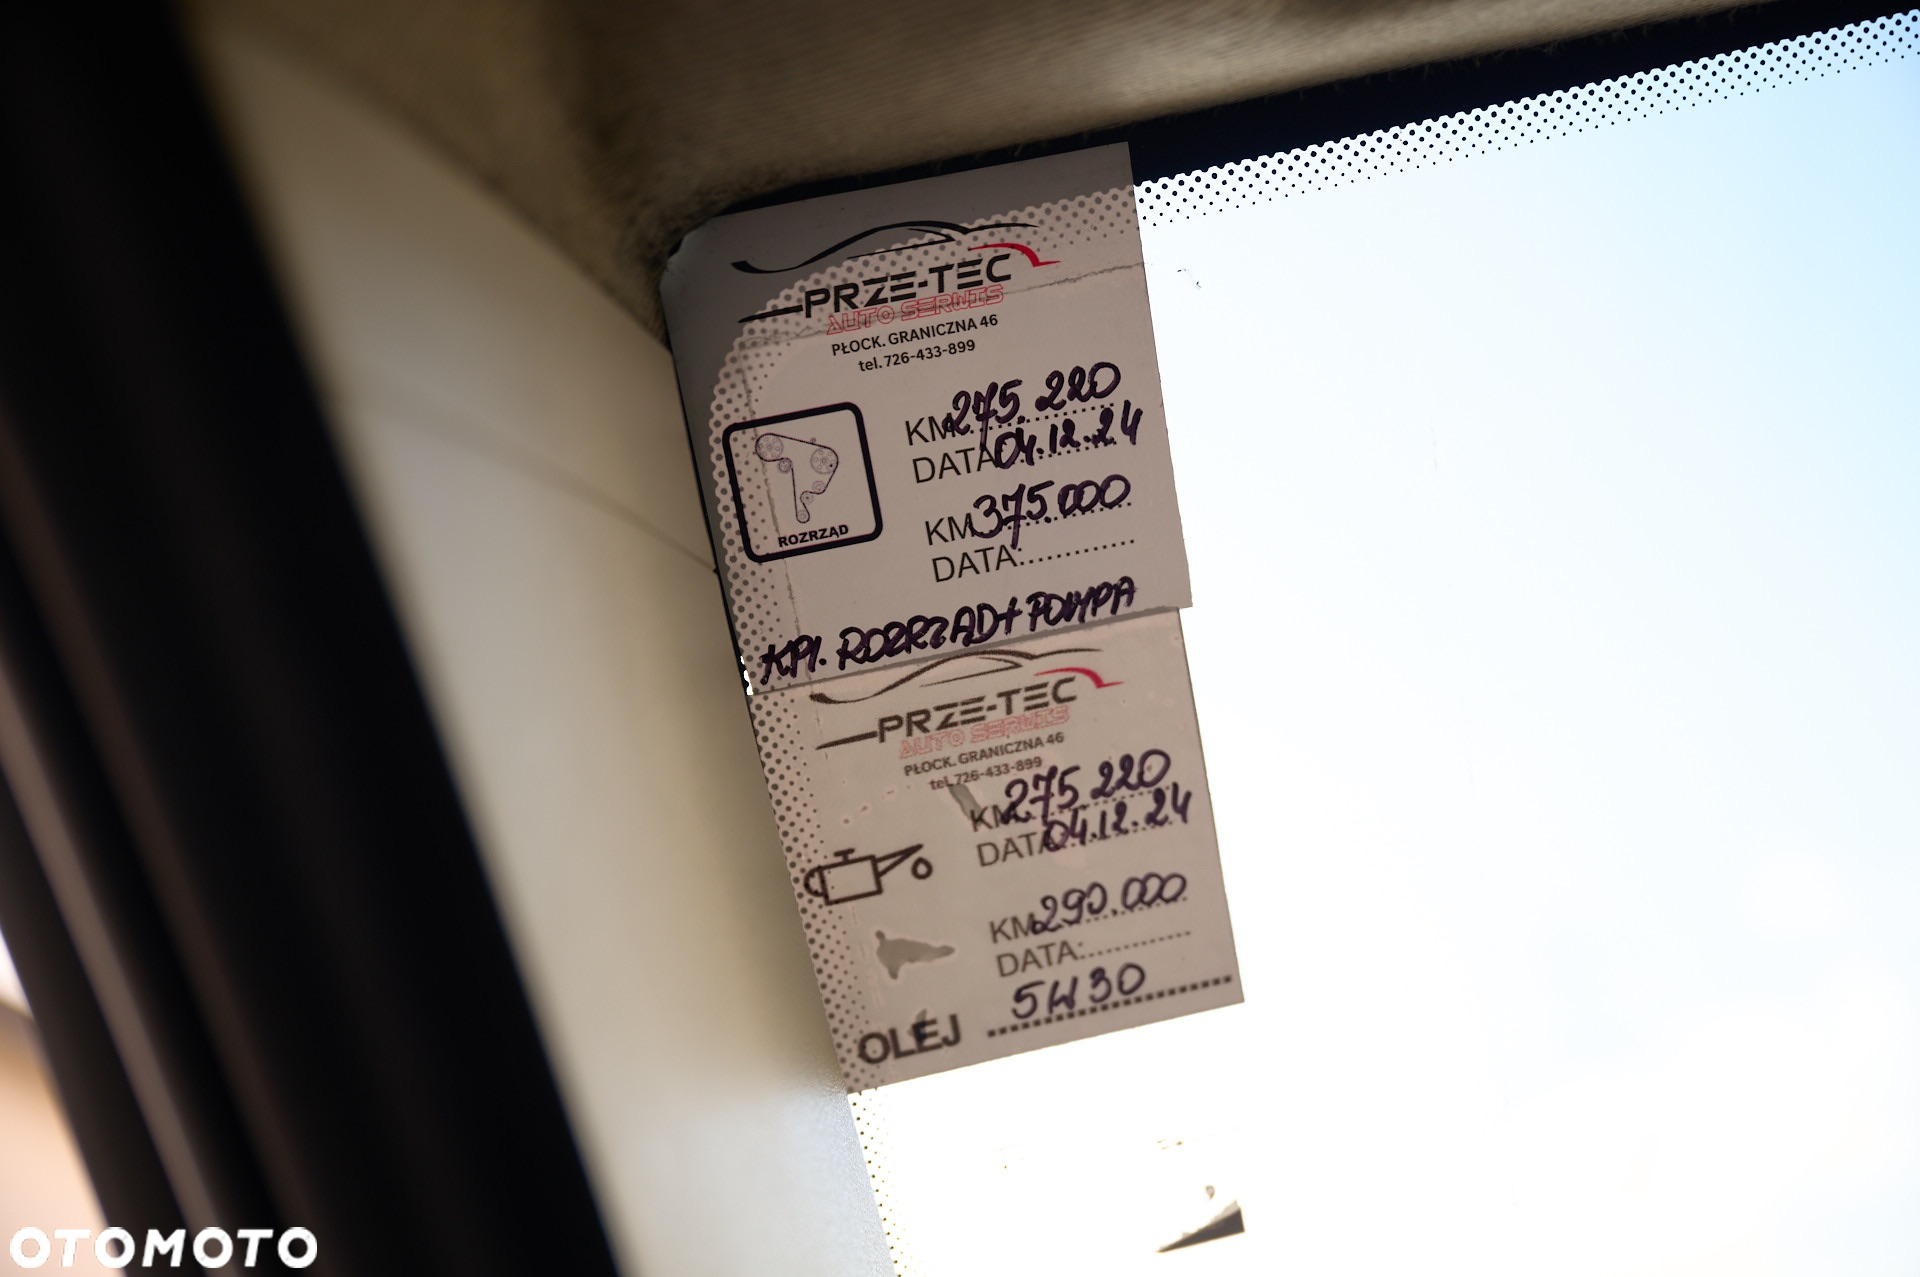 PRZE-TEC
AUTO SERWIS
PŁOCK. GRANICZNA 46
tel. 726-433-899
KM 275.220
DATA 04.12.24
KM 375.000
DATA:
ROZRZĄD
KPL. ROZRZĄD + POMPA
PRZE-TEC
AUTO SERWIS
PŁOCK. GRANICZNA 46
tel. 726-433-899
KM 275.220
DATA 04.12.24
KM 290.000
DATA:
OLEJ 5W30
OTOMOTO